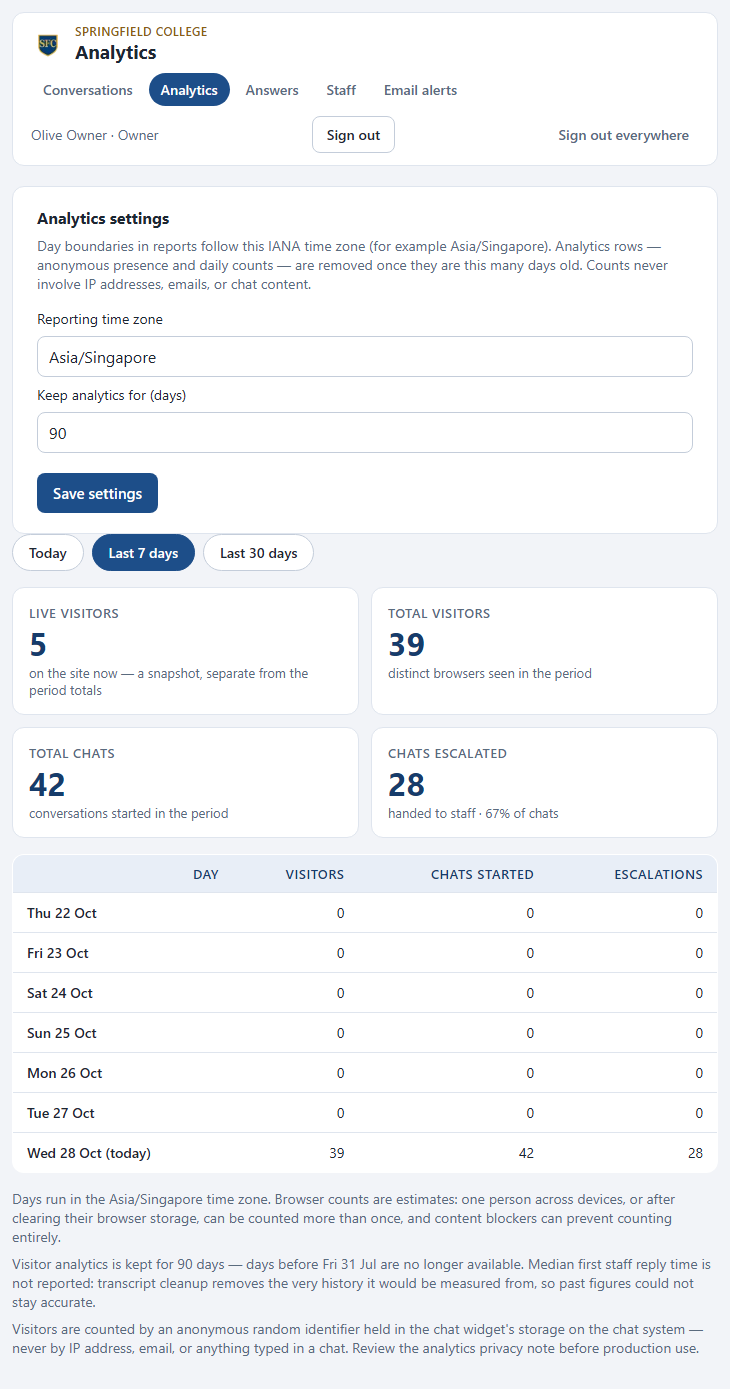 SFC
SPRINGFIELD COLLEGE
Analytics
Conversations Analytics Answers Staff Email alerts
Olive Owner · Owner Sign out Sign out everywhere
Analytics settings
Day boundaries in reports follow this IANA time zone (for example Asia/Singapore). Analytics rows —
anonymous presence and daily counts — are removed once they are this many days old. Counts never
involve IP addresses, emails, or chat content.
Reporting time zone
Asia/Singapore
Keep analytics for (days)
90
Save settings
Today Last 7 days Last 30 days
LIVE VISITORS
5
on the site now — a snapshot, separate from the
period totals
TOTAL VISITORS
39
distinct browsers seen in the period
TOTAL CHATS
42
conversations started in the period
CHATS ESCALATED
28
handed to staff · 67% of chats
DAY VISITORS CHATS STARTED ESCALATIONS
Thu 22 Oct 0 0 0
Fri 23 Oct 0 0 0
Sat 24 Oct 0 0 0
Sun 25 Oct 0 0 0
Mon 26 Oct 0 0 0
Tue 27 Oct 0 0 0
Wed 28 Oct (today) 39 42 28
Days run in the Asia/Singapore time zone. Browser counts are estimates: one person across devices, or after
clearing their browser storage, can be counted more than once, and content blockers can prevent counting
entirely.
Visitor analytics is kept for 90 days — days before Fri 31 Jul are no longer available. Median first staff reply time is
not reported: transcript cleanup removes the very history it would be measured from, so past figures could not
stay accurate.
Visitors are counted by an anonymous random identifier held in the chat widget's storage on the chat system —
never by IP address, email, or anything typed in a chat. Review the analytics privacy note before production use.